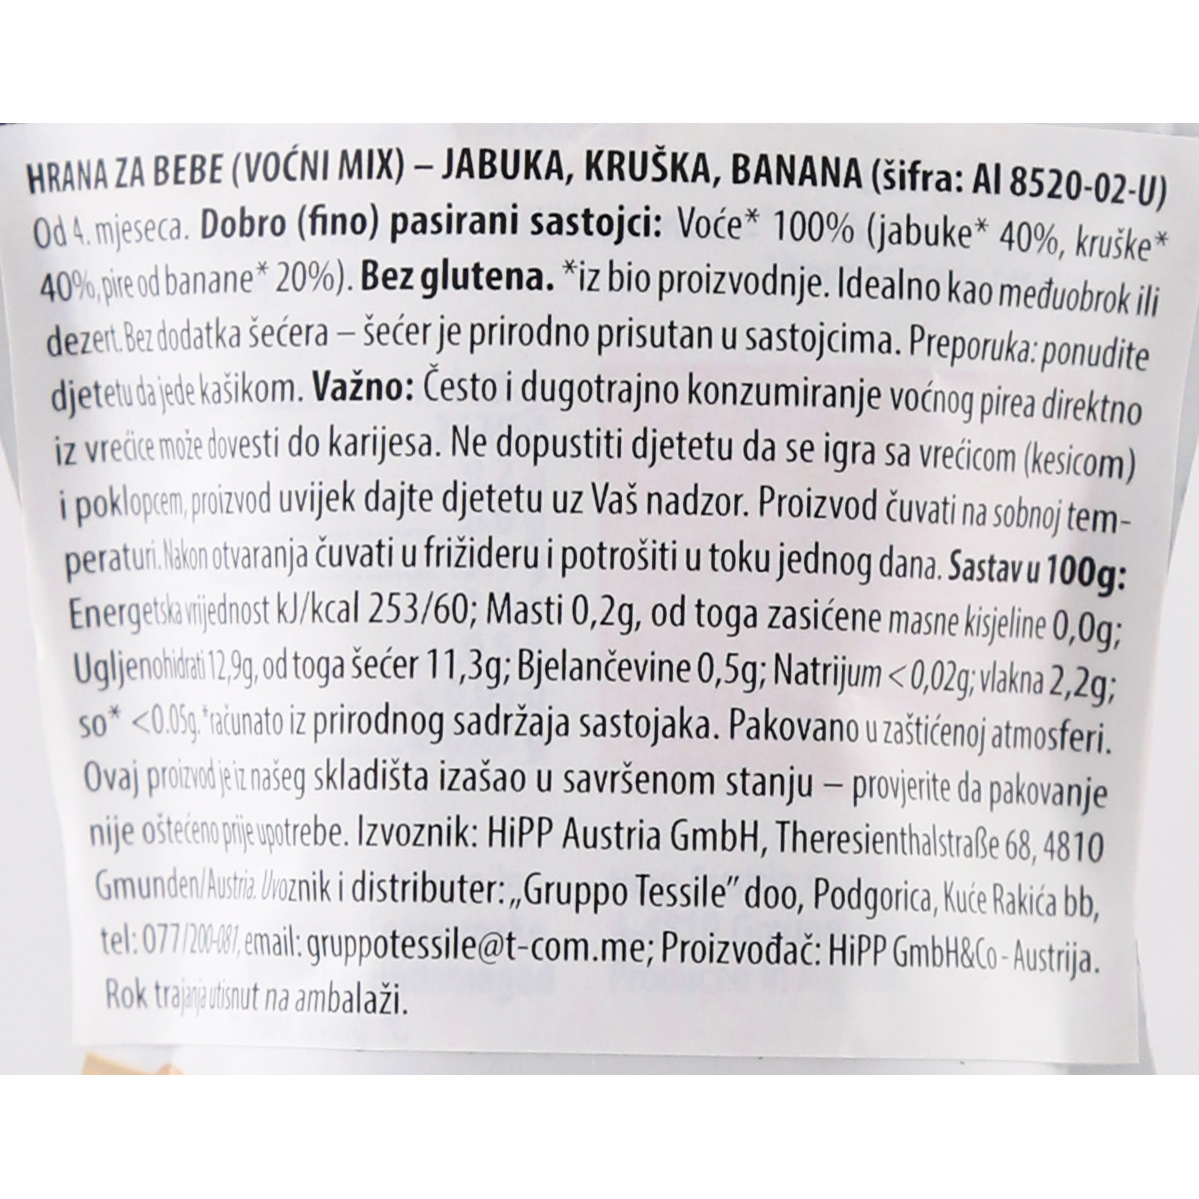 HRANA ZA BEBE (VOĆNI MIX) – JABUKA, KRUŠKA, BANANA (šifra: AI 8520-02-U)
Od 4. mjeseca. Dobro (fino) pasirani sastojci: Voće* 100% (jabuke* 40%, kruške*
40%, pire od banane* 20%). Bez glutena. *iz bio proizvodnje. Idealno kao međuobrok ili
dezert. Bez dodatka šećera – šećer je prirodno prisutan u sastojcima. Preporuka: ponudite
djetetu da jede kašikom. Važno: Često i dugotrajno konzumiranje voćnog pirea direktno
iz vrećice može dovesti do karijesa. Ne dopustiti djetetu da se igra sa vrećicom (kesicom)
i poklopcem, proizvod uvijek dajte djetetu uz Vaš nadzor. Proizvod čuvati na sobnoj tem-
peraturi. Nakon otvaranja čuvati u frižideru i potrošiti u toku jednog dana. Sastav u 100g:
Energetska vrijednost kJ/kcal 253/60; Masti 0,2g, od toga zasićene masne kisjeline 0,0g;
Ugljenohidrati 12,9g, od toga šećer 11,3g; Bjelančevine 0,5g; Natrijum <0,02g; vlakna 2,2g;
so* <0.05g. *računato iz prirodnog sadržaja sastojaka. Pakovano u zaštićenoj atmosferi.
Ovaj proizvod je iz našeg skladišta izašao u savršenom stanju – provjerite da pakovanje
nije oštećeno prije upotrebe. Izvoznik: HiPP Austria GmbH, Theresienthalstraße 68, 4810
Gmunden/Austria. Uvoznik i distributer: „Gruppo Tessile” doo, Podgorica, Kuće Rakića bb,
tel: 077/200-081, email: gruppotessile@t-com.me; Proizvođač: HiPP GmbH&Co - Austrija.
Rok trajanja utisnut na ambalaži.